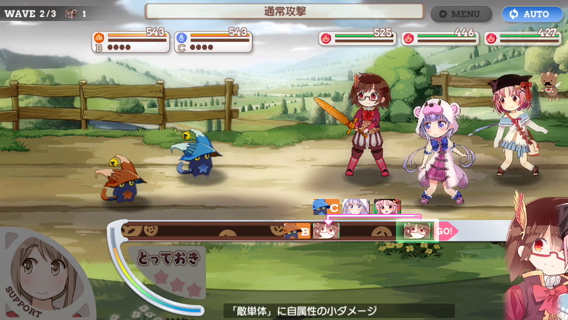 WAVE 2/3 1
通常攻撃
MENU
AUTO
543
B
543
C
525
446
427
C
B
GO!
とっておき
SUPPORT
「敵単体」に自属性の小ダメージ